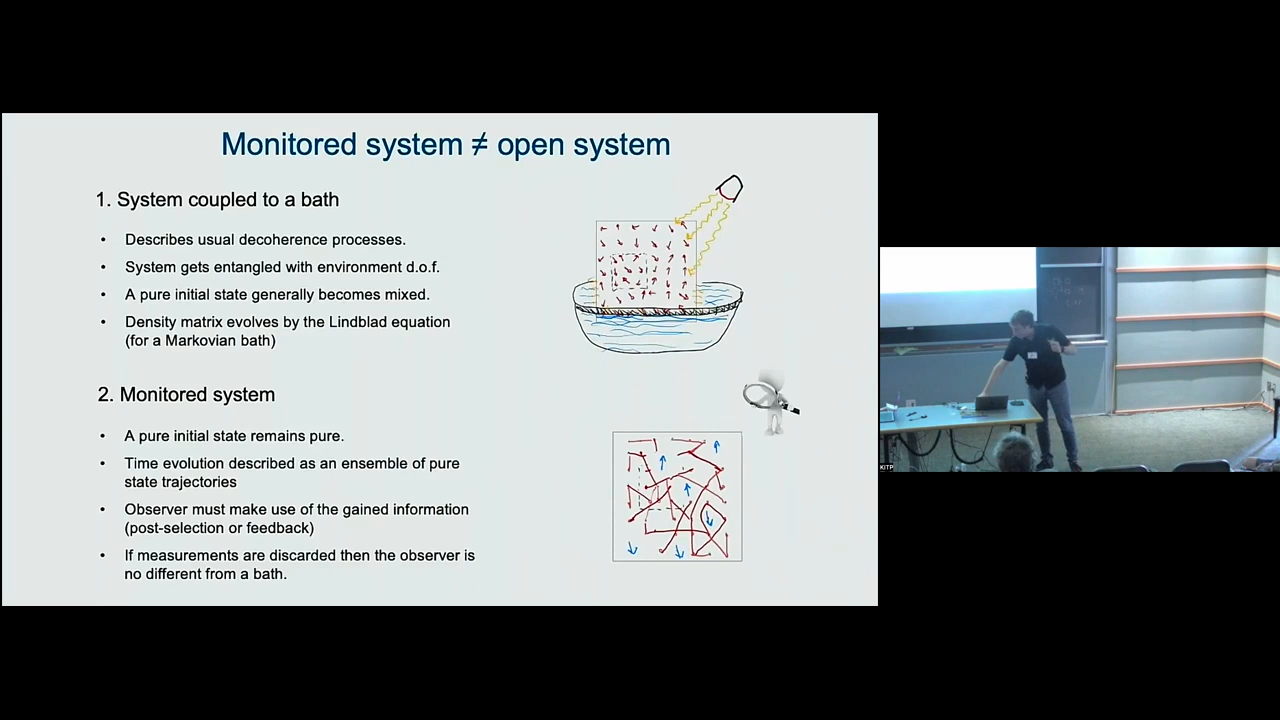 Monitored system ≠ open system
1. System coupled to a bath
• Describes usual decoherence processes.
• System gets entangled with environment d.o.f.
• A pure initial state generally becomes mixed.
• Density matrix evolves by the Lindblad equation
(for a Markovian bath)
2. Monitored system
• A pure initial state remains pure.
• Time evolution described as an ensemble of pure
state trajectories
• Observer must make use of the gained information
(post-selection or feedback)
• If measurements are discarded then the observer is
no different from a bath.
KITP